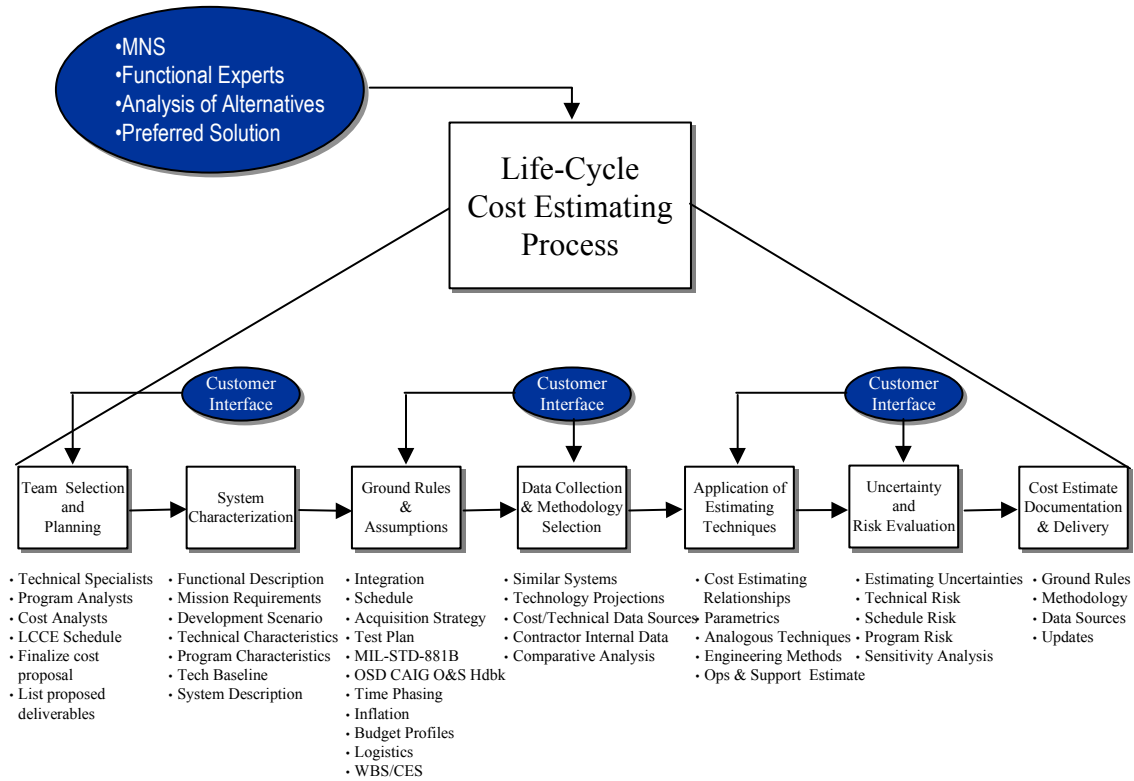 •MNS
•Functional Experts
•Analysis of Alternatives
•Preferred Solution
Life-Cycle
Cost Estimating
Process
Customer
Interface
Customer
Interface
Customer
Interface
Team Selection
and
Planning
System
Characterization
Ground Rules
&
Assumptions
Data Collection
& Methodology
Selection
Application of
Estimating
Techniques
Uncertainty
and
Risk Evaluation
Cost Estimate
Documentation
& Delivery
• Technical Specialists
• Program Analysts
• Cost Analysts
• LCCE Schedule
• Finalize cost
proposal
• List proposed
deliverables
• Functional Description
• Mission Requirements
• Development Scenario
• Technical Characteristics
• Program Characteristics
• Tech Baseline
• System Description
• Integration
• Schedule
• Acquisition Strategy
• Test Plan
• MIL-STD-881B
• OSD CAIG O&S Hdbk
• Time Phasing
• Inflation
• Budget Profiles
• Logistics
• WBS/CES
• Similar Systems
• Technology Projections
• Cost/Technical Data Sources
• Contractor Internal Data
• Comparative Analysis
• Cost Estimating
Relationships
• Parametrics
• Analogous Techniques
• Engineering Methods
• Ops & Support Estimate
• Estimating Uncertainties
• Technical Risk
• Schedule Risk
• Program Risk
• Sensitivity Analysis
• Ground Rules
• Methodology
• Data Sources
• Updates